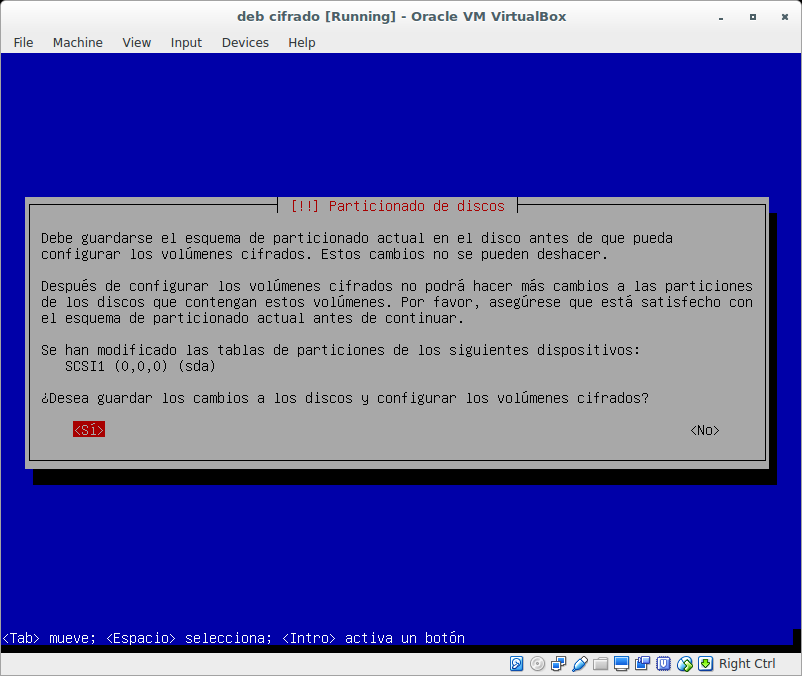 deb cifrado [Running] - Oracle VM VirtualBox
File Machine View Input Devices Help
[!!] Particionado de discos
Debe guardarse el esquema de particionado actual en el disco antes de que pueda
configurar los volúmenes cifrados. Estos cambios no se pueden deshacer.
Después de configurar los volúmenes cifrados no podrá hacer más cambios a las particiones
de los discos que contengan estos volúmenes. Por favor, asegúrese que está satisfecho con
el esquema de particionado actual antes de continuar.
Se han modificado las tablas de particiones de los siguientes dispositivos:
SCSI1 (0,0,0) (sda)
¿Desea guardar los cambios a los discos y configurar los volúmenes cifrados?
<Sí> <No>
<Tab> mueve; <Espacio> selecciona; <Intro> activa un botón
Right Ctrl